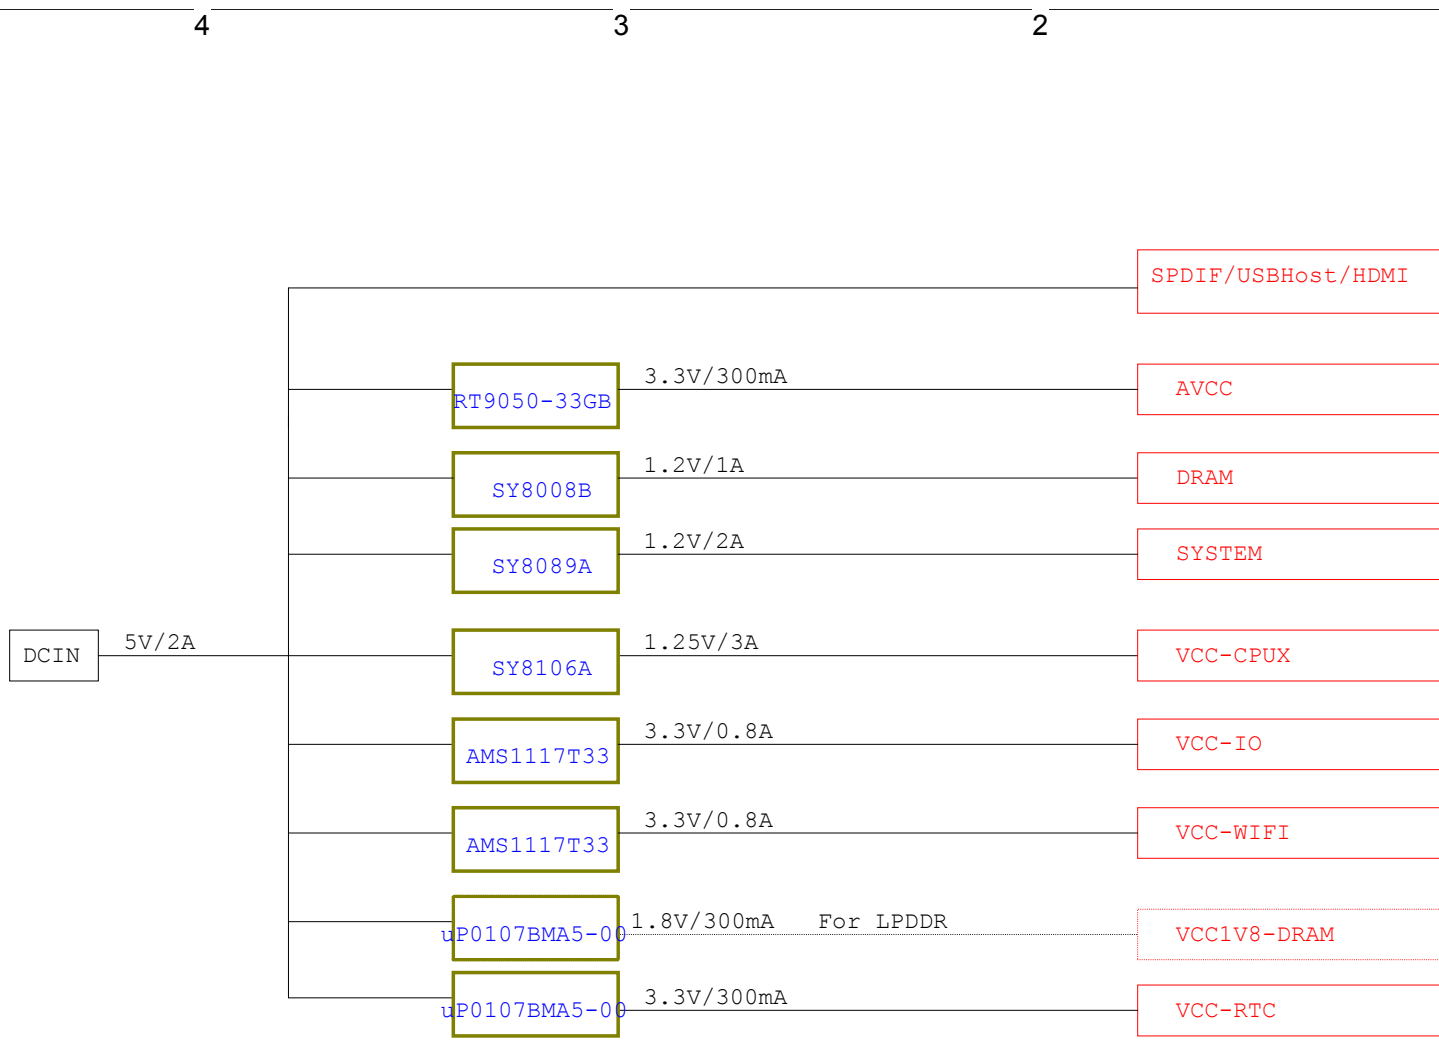 4 3 2
SPDIF/USBHost/HDMI
RT9050-33GB 3.3V/300mA AVCC
SY8008B 1.2V/1A DRAM
SY8089A 1.2V/2A SYSTEM
DCIN 5V/2A SY8106A 1.25V/3A VCC-CPUX
AMS1117T33 3.3V/0.8A VCC-IO
AMS1117T33 3.3V/0.8A VCC-WIFI
uP0107BMA5-00 1.8V/300mA For LPDDR VCC1V8-DRAM
uP0107BMA5-00 3.3V/300mA VCC-RTC